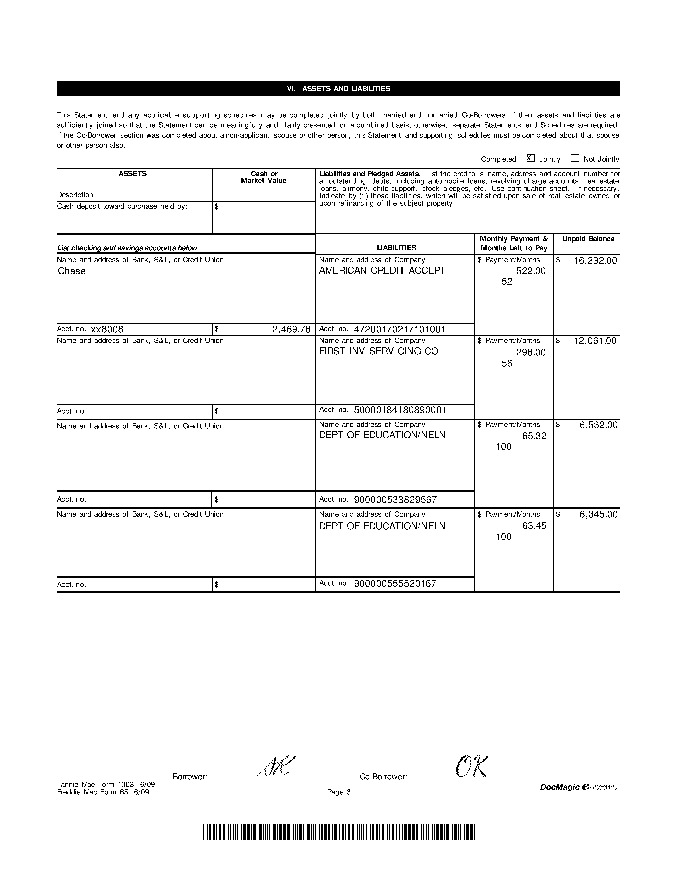 VI. ASSETS AND LIABILITIES
This Statement and any applicable supporting schedules may be completed jointly by both married and unmarried Co-Borrowers if their assets and liabilities are
sufficiently joined so that the Statement can be meaningfully and fairly presented on a combined basis; otherwise, separate Statements and Schedules are required.
If the Co-Borrower section was completed about a non-applicant spouse or other person, this Statement and supporting schedules must be completed about that spouse
or other person also.
Completed X Jointly Not Jointly
ASSETS
Cash or
Market Value
Description
Cash deposit toward purchase held by:
$
Liabilities and Pledged Assets. List the creditor's name, address and account number for
all outstanding debts, including automobile loans, revolving charge accounts, real estate
loans, alimony, child support, stock pledges, etc. Use continuation sheet, if necessary.
Indicate by (*) those liabilities, which will be satisfied upon sale of real estate owned or
upon refinancing of the subject property.
List checking and savings accounts below
LIABILITIES
Monthly Payment &
Months Left to Pay
Unpaid Balance
Name and address of Bank, S&L, or Credit Union
Chase
Acct. no. xx8008 $ 2,469.78
Name and address of Company
AMERICAN CREDIT ACCEPT
Acct. no. 47200170217101001
$ Payment/Months
522.00
52
$ 16,292.00
Name and address of Bank, S&L, or Credit Union
Acct. no. $
Name and address of Company
FIRST INV SERVICING CO
Acct. no. 50000184180890001
$ Payment/Months
298.00
56
$ 12,061.00
Name and address of Bank, S&L, or Credit Union
Acct. no. $
Name and address of Company
DEPT OF EDUCATION/NELN
Acct. no. 900000533829567
$ Payment/Months
65.32
100
$ 6,532.00
Name and address of Bank, S&L, or Credit Union
Acct. no. $
Name and address of Company
DEPT OF EDUCATION/NELN
Acct. no. 900000555520167
$ Payment/Months
63.45
100
$ 6,345.00
Borrower: Co-Borrower: OK
Fannie Mae Form 1003 6/09
Freddie Mac Form 65 6/09
Page 3
DocMagic